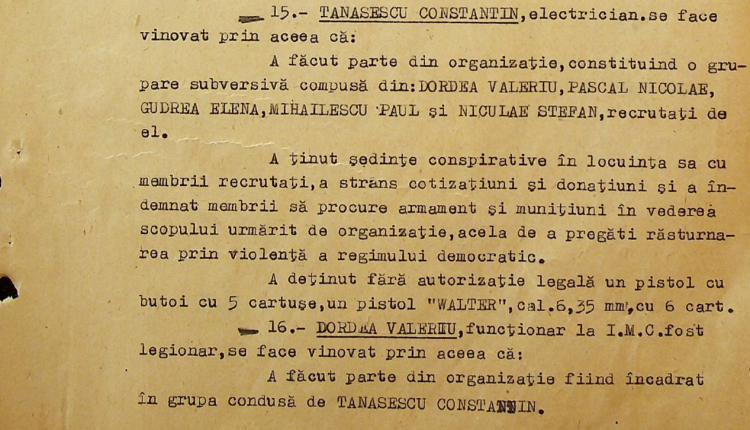 15.- TANASESCU CONSTANTIN,electrician.se face
vinovat prin aceea că:
A făcut parte din organizație,constituind o gru-
pare subversivă compusă din:DORDEA VALERIU,PASCAL NICOLAE,
GUDREA ELENA,MIHAILESCU PAUL și NICULAE STEFAN,recrutați de
el.
A ținut ședințe conspirative în locuința sa cu
membrii recrutați,a strans cotizațiuni și donațiuni și a în-
demnat membrii să procure armament și munițiuni în vederea
scopului urmărit de organizație,acela de a pregăti răsturna-
rea prin violență a regimului democratic.
A deținut fără autorizație legală un pistol cu
butoi cu 5 cartușe,un pistol "WALTER",cal.6,35 mm,cu 6 cart.
16.- DORDEA VALERIU,funcționar la I.M.C.fost
legionar,se face vinovat prin aceea că:
A făcut parte din organizație fiind încadrat
în grupa condusă de TANASESCU CONSTANTIN.